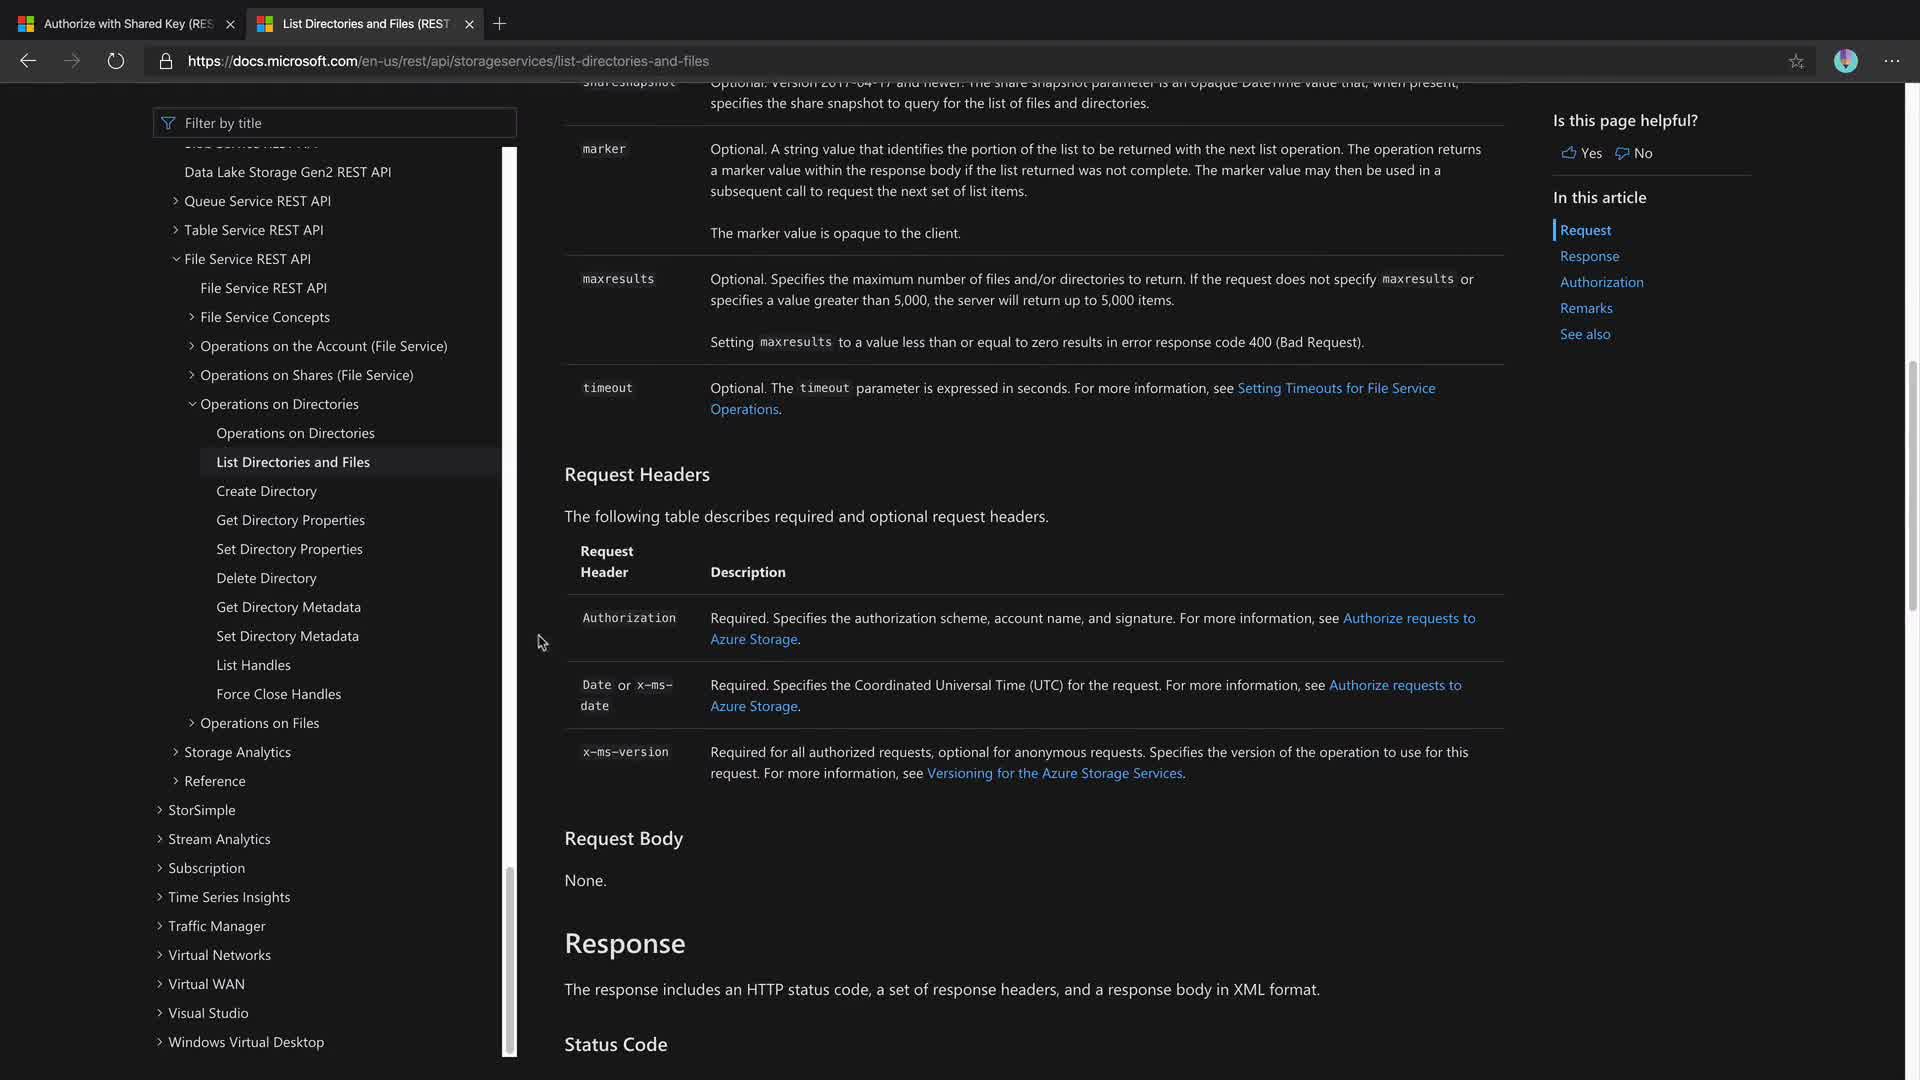 Authorize with Shared Key (RES
List Directories and Files (REST
https://docs.microsoft.com/en-us/rest/api/storageservices/list-directories-and-files
Filter by title
Data Lake Storage Gen2 REST API
Queue Service REST API
Table Service REST API
File Service REST API
File Service REST API
File Service Concepts
Operations on the Account (File Service)
Operations on Shares (File Service)
Operations on Directories
Operations on Directories
List Directories and Files
Create Directory
Get Directory Properties
Set Directory Properties
Delete Directory
Get Directory Metadata
Set Directory Metadata
List Handles
Force Close Handles
Operations on Files
Storage Analytics
Reference
StorSimple
Stream Analytics
Subscription
Time Series Insights
Traffic Manager
Virtual Networks
Virtual WAN
Visual Studio
Windows Virtual Desktop
sharesnapshot
Optional. Version 2017-04-17 and newer. The share snapshot parameter is an opaque DateTime value that, when present,
specifies the share snapshot to query for the list of files and directories.
marker
Optional. A string value that identifies the portion of the list to be returned with the next list operation. The operation returns
a marker value within the response body if the list returned was not complete. The marker value may then be used in a
subsequent call to request the next set of list items.
The marker value is opaque to the client.
maxresults
Optional. Specifies the maximum number of files and/or directories to return. If the request does not specify maxresults or
specifies a value greater than 5,000, the server will return up to 5,000 items.
Setting maxresults to a value less than or equal to zero results in error response code 400 (Bad Request).
timeout
Optional. The timeout parameter is expressed in seconds. For more information, see Setting Timeouts for File Service
Operations.
Request Headers
The following table describes required and optional request headers.
Request
Header
Description
Authorization
Required. Specifies the authorization scheme, account name, and signature. For more information, see Authorize requests to
Azure Storage.
Date or x-ms-
date
Required. Specifies the Coordinated Universal Time (UTC) for the request. For more information, see Authorize requests to
Azure Storage.
x-ms-version
Required for all authorized requests, optional for anonymous requests. Specifies the version of the operation to use for this
request. For more information, see Versioning for the Azure Storage Services.
Request Body
None.
Response
The response includes an HTTP status code, a set of response headers, and a response body in XML format.
Status Code
Is this page helpful?
Yes
No
In this article
Request
Response
Authorization
Remarks
See also